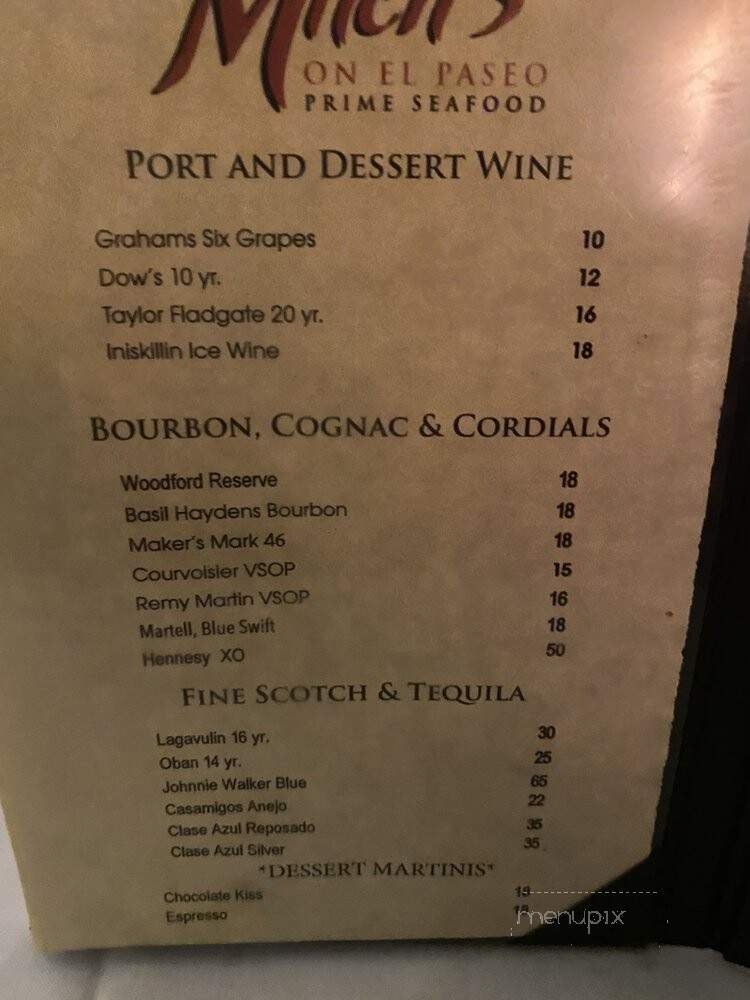 Mitch's
ON EL PASEO
PRIME SEAFOOD
PORT AND DESSERT WINE
Grahams Six Grapes 10
Dow's 10 yr. 12
Taylor Fladgate 20 yr. 16
Iniskillin Ice Wine 18
BOURBON, COGNAC & CORDIALS
Woodford Reserve 18
Basil Haydens Bourbon 18
Maker's Mark 46 18
Courvoisier VSOP 15
Remy Martin VSOP 16
Martell, Blue Swift 18
Hennesy XO 50
FINE SCOTCH & TEQUILA
Lagavulin 16 yr. 30
Oban 14 yr. 25
Johnnie Walker Blue 65
Casamigos Anejo 22
Clase Azul Reposado 35
Clase Azul Silver 35
*DESSERT MARTINIS*
Chocolate Kiss 18
Espresso
menupix